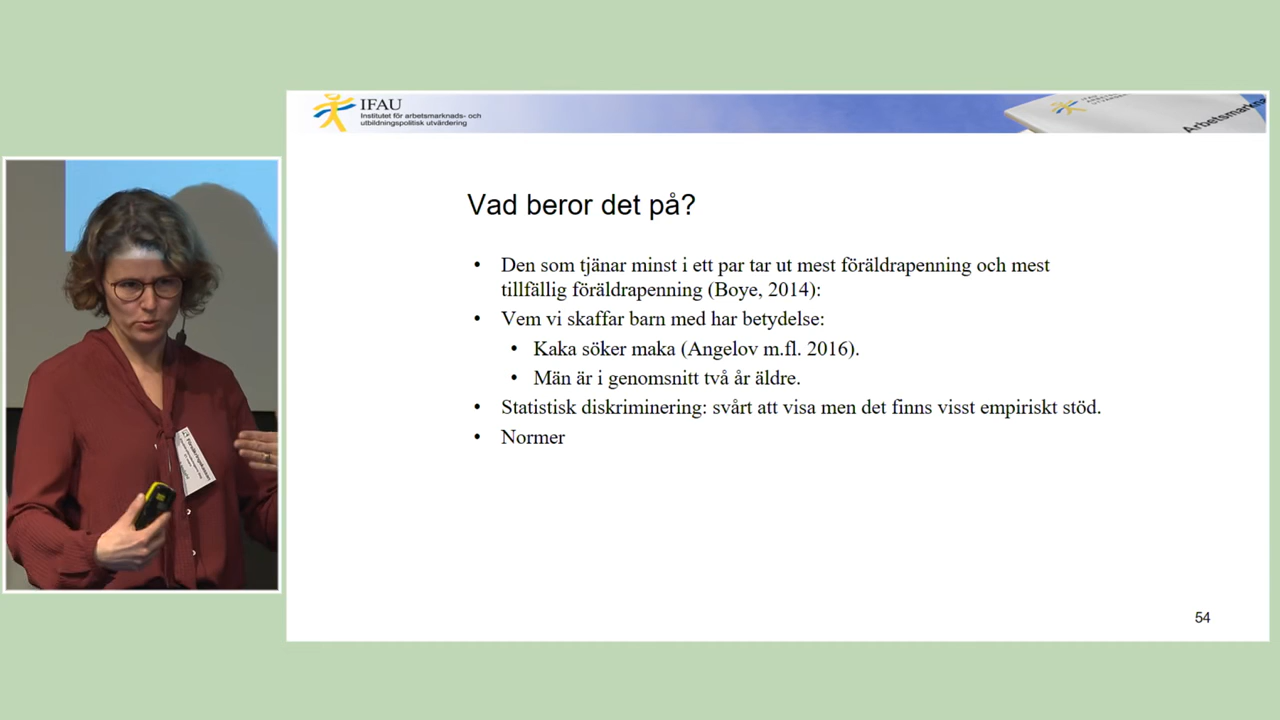 IFAU
Institutet för arbetsmarknads- och
utbildningspolitisk utvärdering
Vad beror det på?
• Den som tjänar minst i ett par tar ut mest föräldrapenning och mest
tillfällig föräldrapenning (Boye, 2014):
• Vem vi skaffar barn med har betydelse:
• Kaka söker maka (Angelov m.fl. 2016).
• Män är i genomsnitt två år äldre.
• Statistisk diskriminering: svårt att visa men det finns visst empiriskt stöd.
• Normer
54
Försäkringskassan